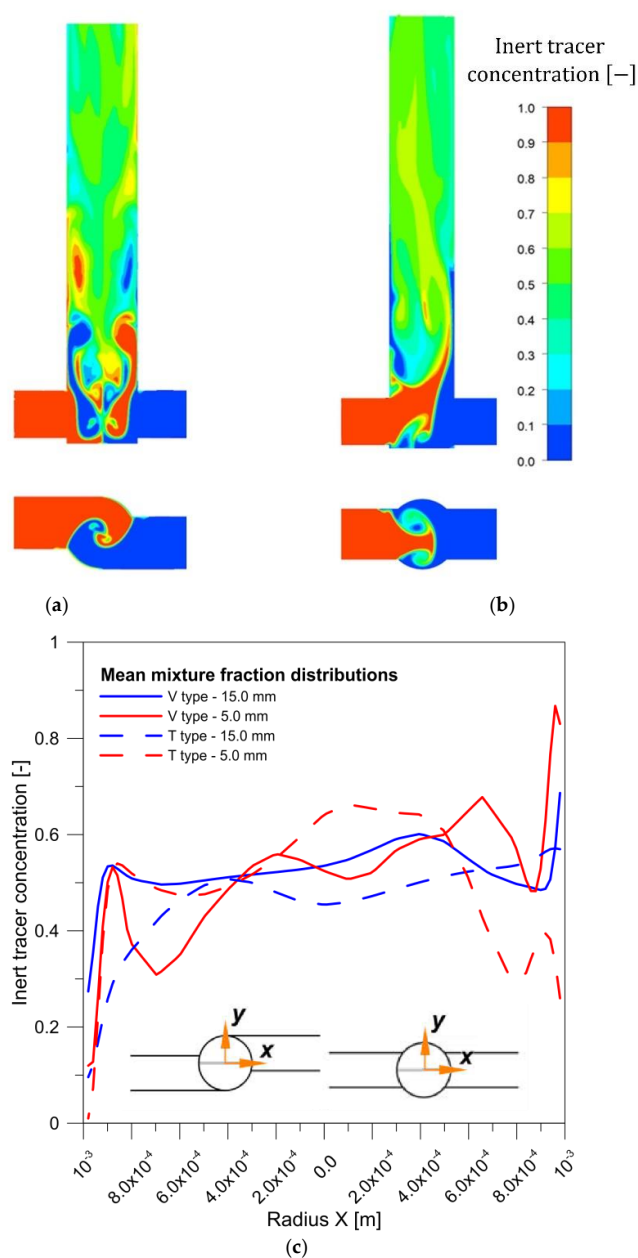 Inert tracer
concentration [−]
1.0
0.9
0.8
0.7
0.6
0.5
0.4
0.3
0.2
0.1
0.0
(a)
(b)
1
0.8
0.6
0.4
0.2
0
Inert tracer concentration [-]
Mean mixture fraction distributions
V type - 15.0 mm
V type - 5.0 mm
T type - 15.0 mm
T type - 5.0 mm
y
x
y
x
10⁻³
8.0x10⁻⁴
6.0x10⁻⁴
4.0x10⁻⁴
2.0x10⁻⁴
0.0
2.0x10⁻⁴
4.0x10⁻⁴
6.0x10⁻⁴
8.0x10⁻⁴
10⁻³
Radius X [m]
(c)